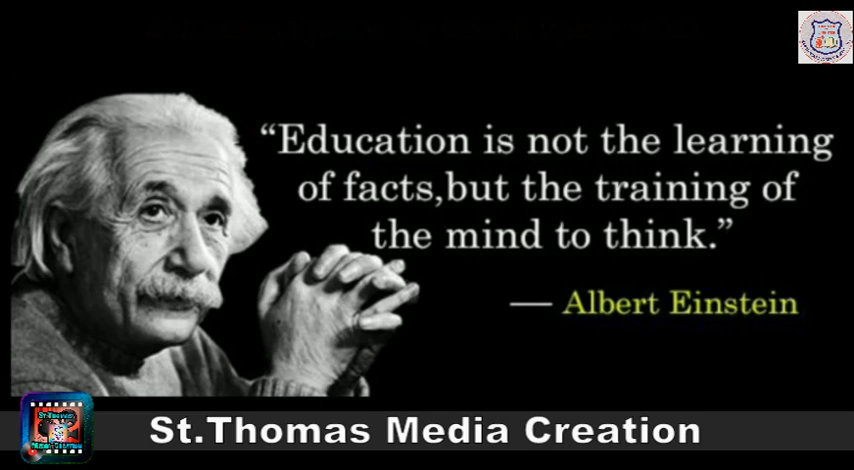 “Education is not the learning
of facts,but the training of
the mind to think.”
— Albert Einstein
St.Thomas Media Creation